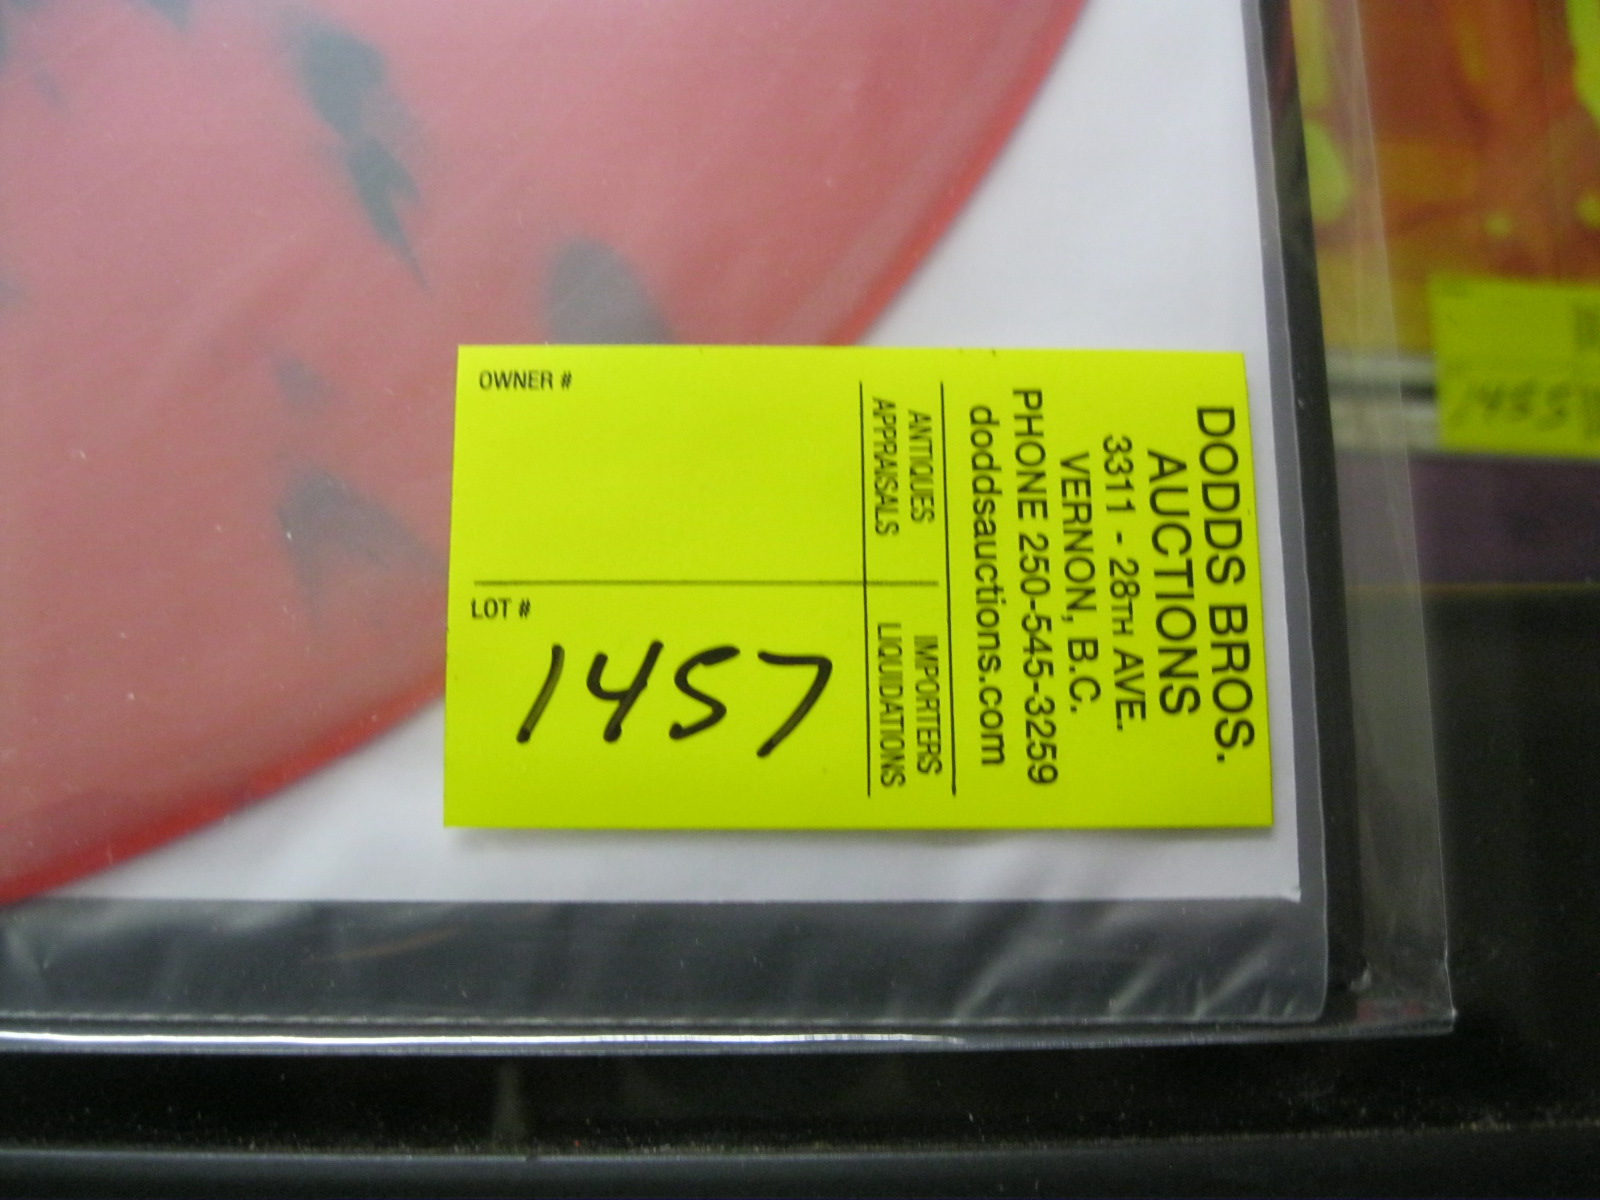 DODDS BROS.
AUCTIONS
3311 - 28TH AVE.
VERNON, B.C.
PHONE 250-545-3259
doddsauctions.com
ANTIQUES IMPORTERS
APPRAISALS LIQUIDATIONS
OWNER #
LOT #
1457
1455